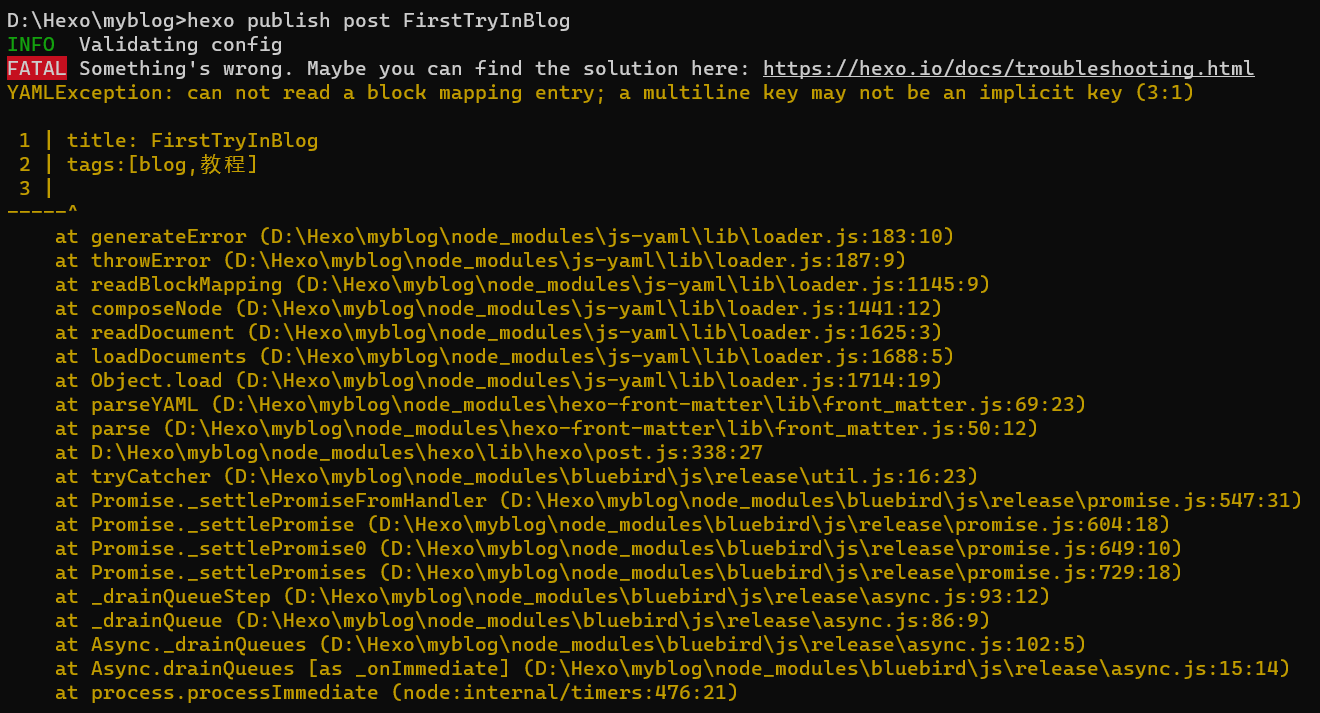 D:\Hexo\myblog>hexo publish post FirstTryInBlog
INFO  Validating config
FATAL Something's wrong. Maybe you can find the solution here: https://hexo.io/docs/troubleshooting.html
YAMLException: can not read a block mapping entry; a multiline key may not be an implicit key (3:1)
 1 | title: FirstTryInBlog
 2 | tags:[blog,教程]
 3 |
-----^
    at generateError (D:\Hexo\myblog\node_modules\js-yaml\lib\loader.js:183:10)
    at throwError (D:\Hexo\myblog\node_modules\js-yaml\lib\loader.js:187:9)
    at readBlockMapping (D:\Hexo\myblog\node_modules\js-yaml\lib\loader.js:1145:9)
    at composeNode (D:\Hexo\myblog\node_modules\js-yaml\lib\loader.js:1441:12)
    at readDocument (D:\Hexo\myblog\node_modules\js-yaml\lib\loader.js:1625:3)
    at loadDocuments (D:\Hexo\myblog\node_modules\js-yaml\lib\loader.js:1688:5)
    at Object.load (D:\Hexo\myblog\node_modules\js-yaml\lib\loader.js:1714:19)
    at parseYAML (D:\Hexo\myblog\node_modules\hexo-front-matter\lib\front_matter.js:69:23)
    at parse (D:\Hexo\myblog\node_modules\hexo-front-matter\lib\front_matter.js:50:12)
    at D:\Hexo\myblog\node_modules\hexo\lib\hexo\post.js:338:27
    at tryCatcher (D:\Hexo\myblog\node_modules\bluebird\js\release\util.js:16:23)
    at Promise._settlePromiseFromHandler (D:\Hexo\myblog\node_modules\bluebird\js\release\promise.js:547:31)
    at Promise._settlePromise (D:\Hexo\myblog\node_modules\bluebird\js\release\promise.js:604:18)
    at Promise._settlePromise0 (D:\Hexo\myblog\node_modules\bluebird\js\release\promise.js:649:10)
    at Promise._settlePromises (D:\Hexo\myblog\node_modules\bluebird\js\release\promise.js:729:18)
    at _drainQueueStep (D:\Hexo\myblog\node_modules\bluebird\js\release\async.js:93:12)
    at _drainQueue (D:\Hexo\myblog\node_modules\bluebird\js\release\async.js:86:9)
    at Async._drainQueues (D:\Hexo\myblog\node_modules\bluebird\js\release\async.js:102:5)
    at Async.drainQueues [as _onImmediate] (D:\Hexo\myblog\node_modules\bluebird\js\release\async.js:15:14)
    at process.processImmediate (node:internal/timers:476:21)